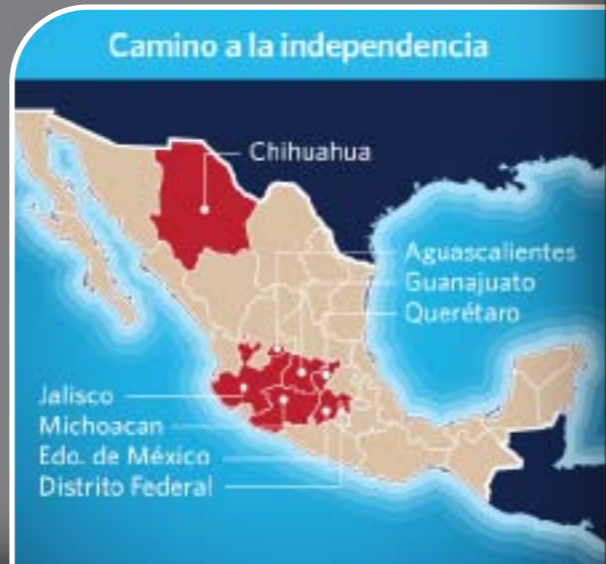 Camino a la independencia
Chihuahua
Aguascalientes
Guanajuato
Querétaro
Jalisco
Michoacan
Edo. de México
Distrito Federal